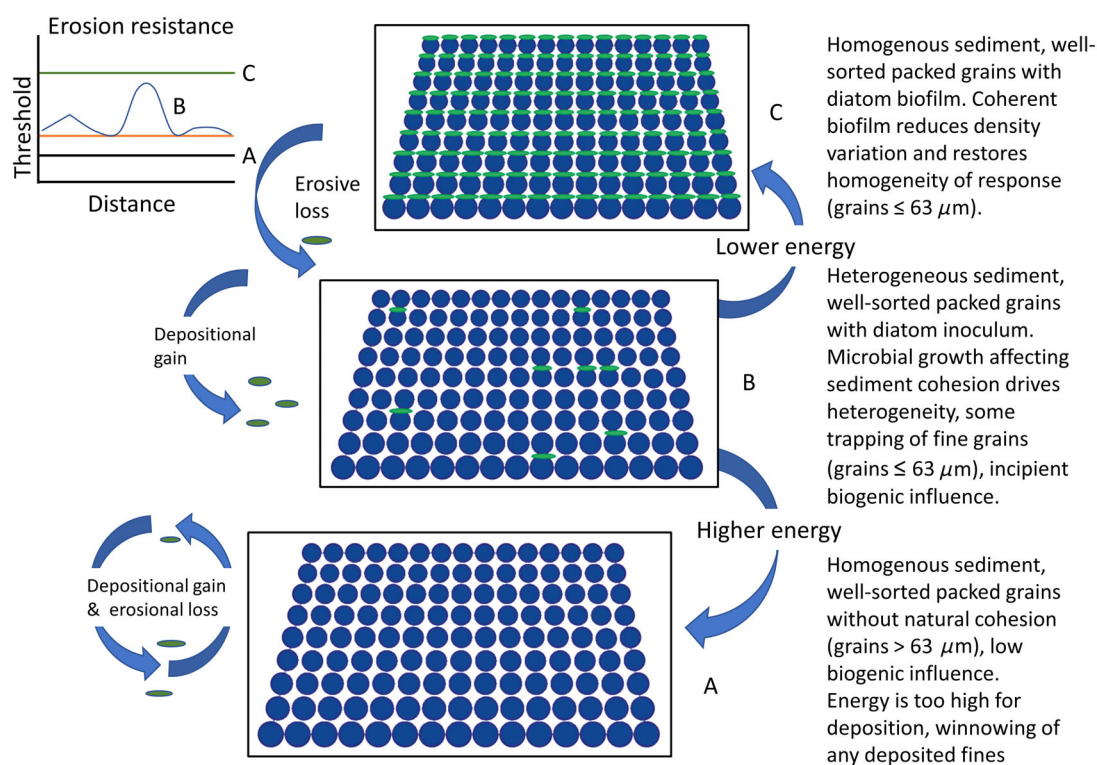 Erosion resistance
Threshold
C
B
A
Distance
Erosive
loss
C
Homogenous sediment, well-
sorted packed grains with
diatom biofilm. Coherent
biofilm reduces density
variation and restores
homogeneity of response
(grains ≤ 63 𝜇m).
Lower energy
Depositional
gain
B
Heterogeneous sediment,
well-sorted packed grains
with diatom inoculum.
Microbial growth affecting
sediment cohesion drives
heterogeneity, some
trapping of fine grains
(grains ≤ 63 𝜇m), incipient
biogenic influence.
Higher energy
Depositional gain
& erosional loss
A
Homogenous sediment,
well-sorted packed grains
without natural cohesion
(grains > 63 𝜇m), low
biogenic influence.
Energy is too high for
deposition, winnowing of
any deposited fines